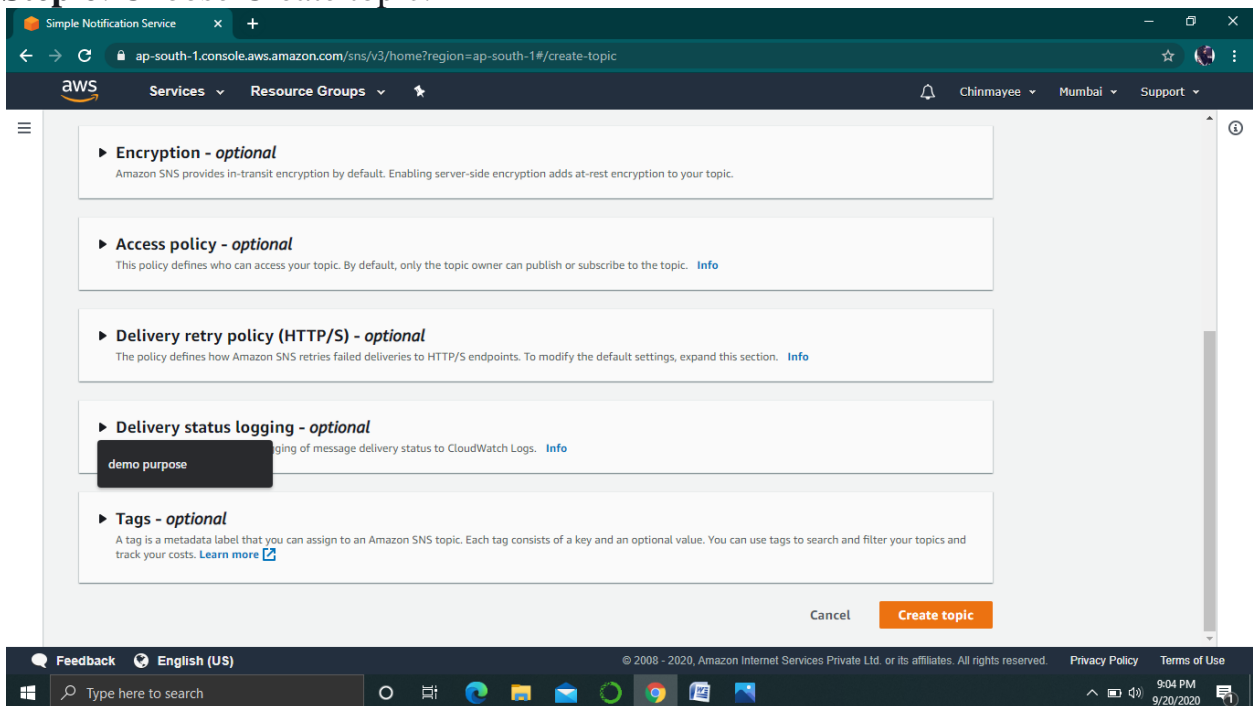 Simple Notification Service
ap-south-1.console.aws.amazon.com/sns/v3/home?region=ap-south-1#/create-topic
aws Services Resource Groups Chinmayee Mumbai Support
Encryption - optional
Amazon SNS provides in-transit encryption by default. Enabling server-side encryption adds at-rest encryption to your topic.
Access policy - optional
This policy defines who can access your topic. By default, only the topic owner can publish or subscribe to the topic. Info
Delivery retry policy (HTTP/S) - optional
The policy defines how Amazon SNS retries failed deliveries to HTTP/S endpoints. To modify the default settings, expand this section. Info
Delivery status logging - optional
ging of message delivery status to CloudWatch Logs. Info
demo purpose
Tags - optional
A tag is a metadata label that you can assign to an Amazon SNS topic. Each tag consists of a key and an optional value. You can use tags to search and filter your topics and
track your costs. Learn more
Cancel Create topic
Feedback English (US) © 2008 - 2020, Amazon Internet Services Private Ltd. or its affiliates. All rights reserved. Privacy Policy Terms of Use
Type here to search
9:04 PM
9/20/2020